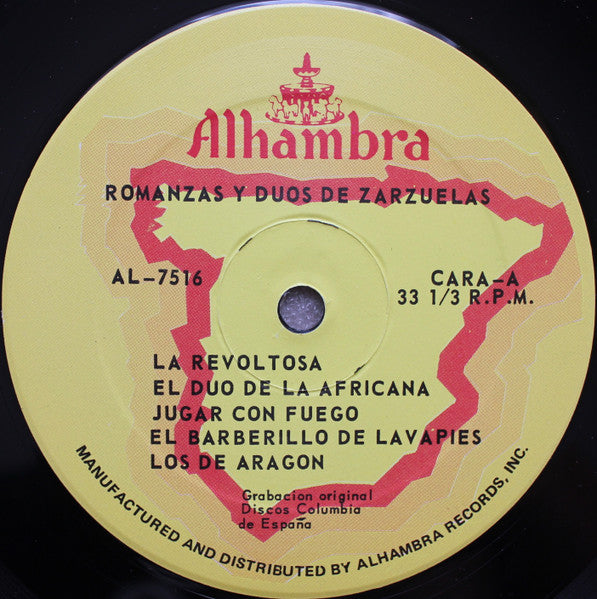 Alhambra
ROMANZAS Y DUOS DE ZARZUELAS
AL-7516
CARA-A
33 1/3 R.P.M.
LA REVOLTOSA
EL DUO DE LA AFRICANA
JUGAR CON FUEGO
EL BARBERILLO DE LAVAPIES
LOS DE ARAGON
Grabacion original
Discos Columbia
de España
MANUFACTURED AND DISTRIBUTED BY ALHAMBRA RECORDS, INC.